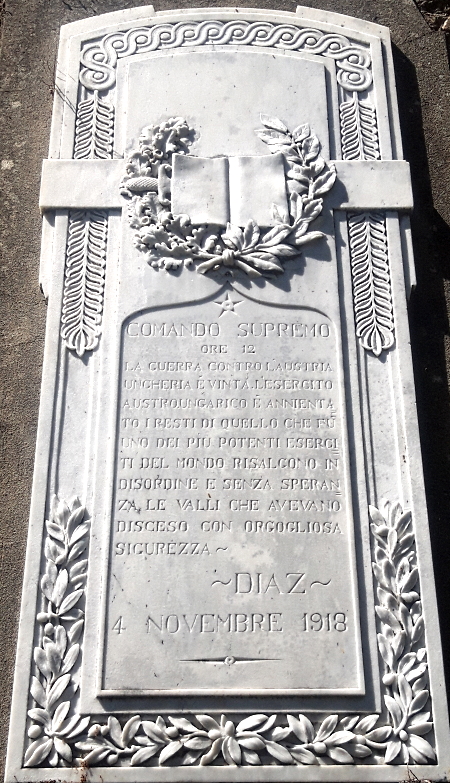 COMANDO SUPREMO
ORE 12
LA GUERRA CONTRO L'AUSTRIA
UNGHERIA È VINTA. L'ESERCITO
AUSTROUNGARICO È ANNIENTA
TO I RESTI DI QUELLO CHE FU
UNO DEI PIU POTENTI ESERCI
TI DEL MONDO RISALGONO IN
DISORDINE E SENZA SPERAN
ZA LE VALLI CHE AVEVANO
DISCESO CON ORGOGLIOSA
SICUREZZA~
~DIAZ~
4 NOVEMBRE 1918